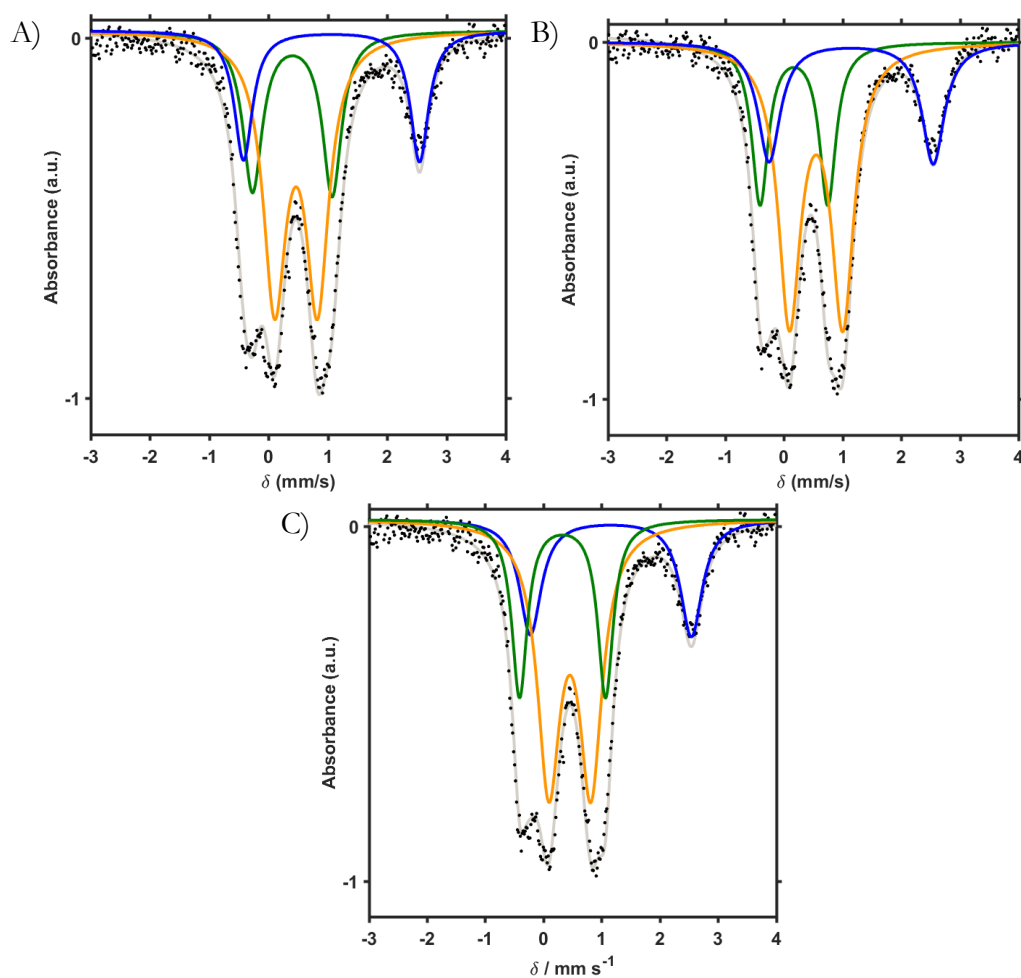 A)
0
-1
Absorbance (a.u.)
-3 -2 -1 0 1 2 3 4
δ (mm/s)
B)
0
-1
Absorbance (a.u.)
-3 -2 -1 0 1 2 3 4
δ (mm/s)
C)
0
-1
Absorbance (a.u.)
-3 -2 -1 0 1 2 3 4
δ / mm s⁻¹